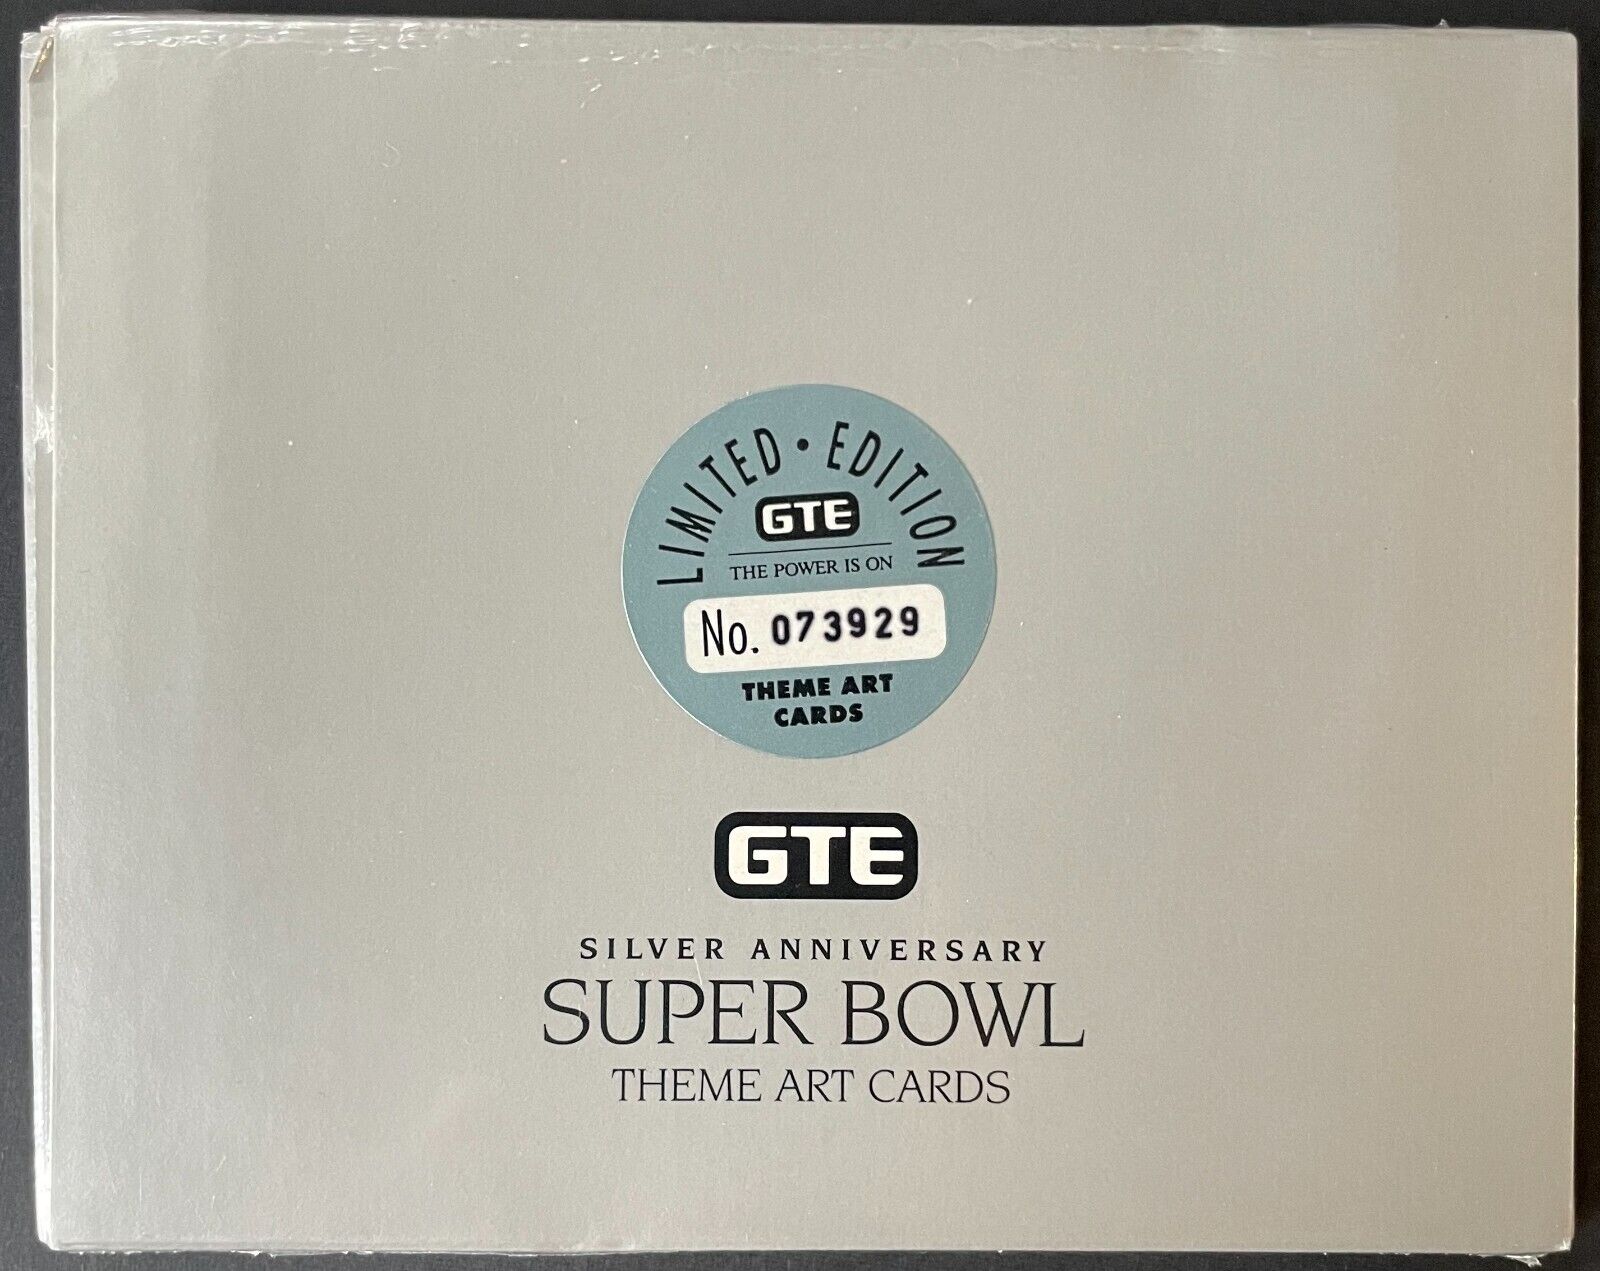 LIMITED • EDITION
GTE
THE POWER IS ON
No. 073929
THEME ART
CARDS
GTE
SILVER ANNIVERSARY
SUPER BOWL
THEME ART CARDS